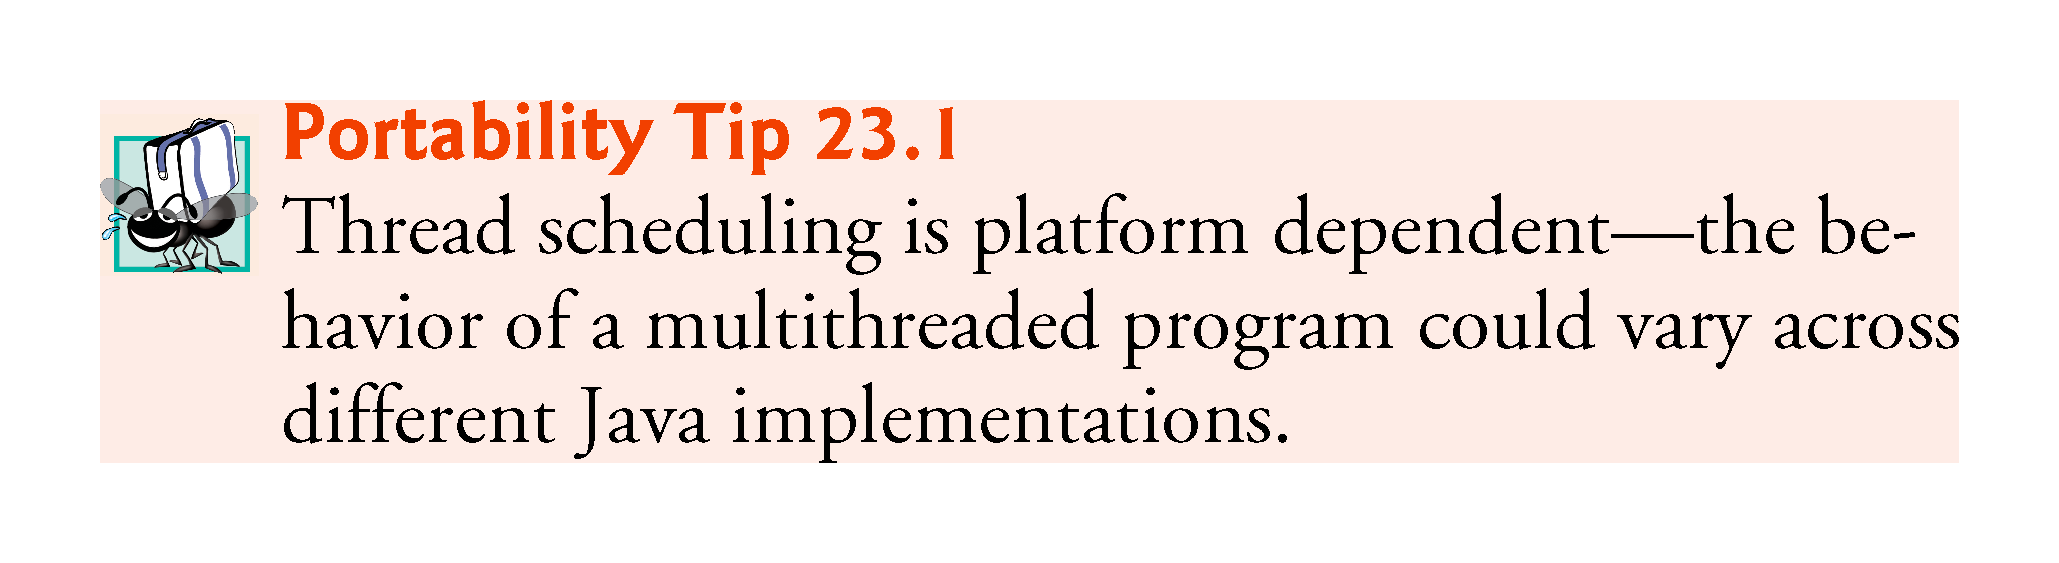 Portability Tip 23.1
Thread scheduling is platform dependent—the be-
havior of a multithreaded program could vary across
different Java implementations.